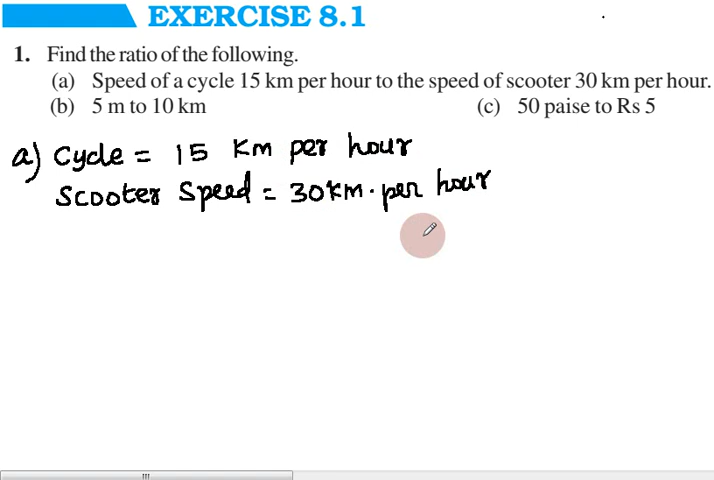 EXERCISE 8.1
1. Find the ratio of the following.
(a) Speed of a cycle 15 km per hour to the speed of scooter 30 km per hour.
(b) 5 m to 10 km (c) 50 paise to Rs 5
a) Cycle = 15 Km per hour
Scooter Speed = 30 km. per hour